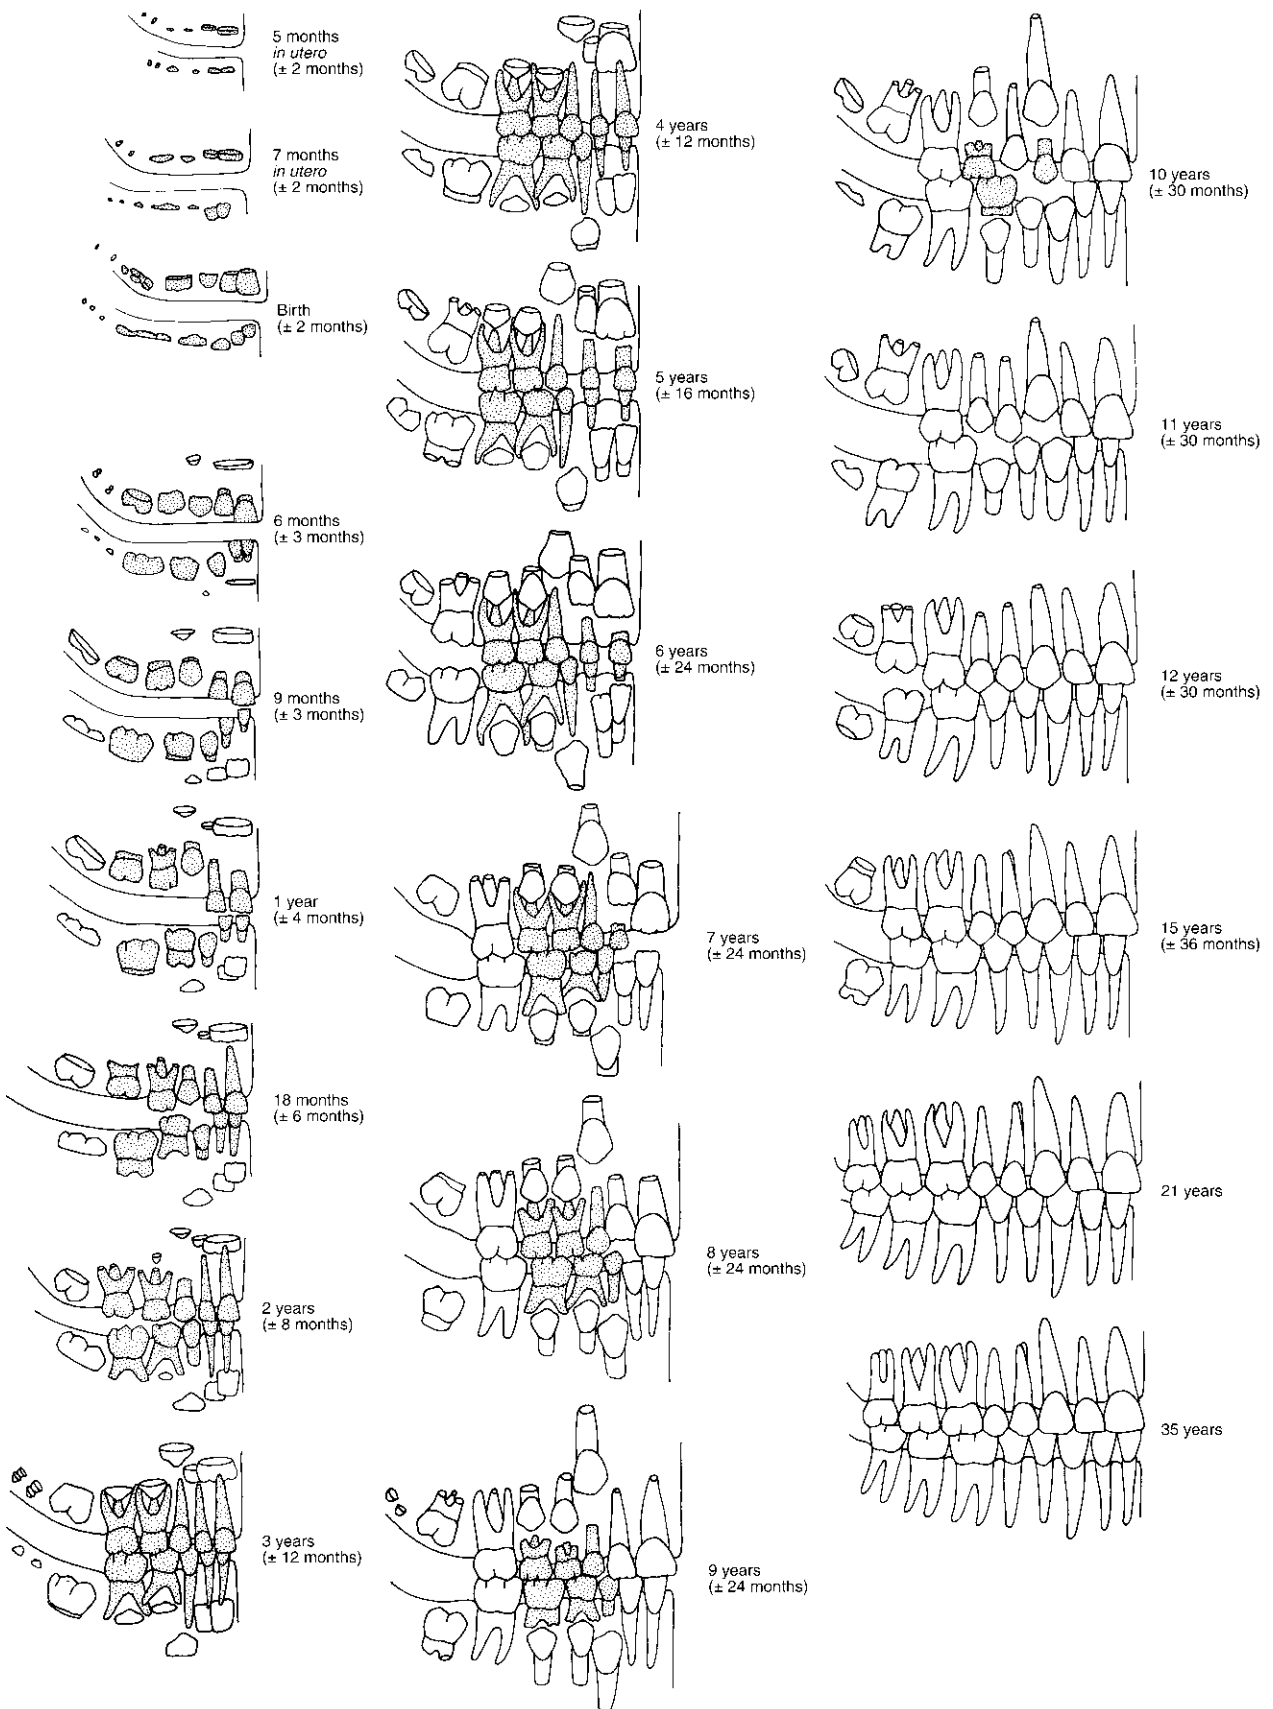 5 months
in utero
(± 2 months)
7 months
in utero
(± 2 months)
Birth
(± 2 months)
6 months
(± 3 months)
9 months
(± 3 months)
1 year
(± 4 months)
18 months
(± 6 months)
2 years
(± 8 months)
3 years
(± 12 months)
4 years
(± 12 months)
5 years
(± 16 months)
6 years
(± 24 months)
7 years
(± 24 months)
8 years
(± 24 months)
9 years
(± 24 months)
10 years
(± 30 months)
11 years
(± 30 months)
12 years
(± 30 months)
15 years
(± 36 months)
21 years
35 years